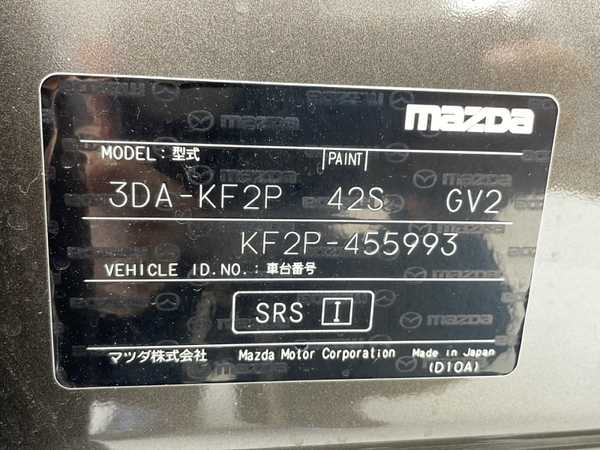 mazda
MODEL: 型式 PAINT
3DA-KF2P 42S GV2
KF2P-455993
VEHICLE ID.NO.: 車台番号
SRS I
マツダ株式会社 Mazda Motor Corporation Made in Japan
(D10A)